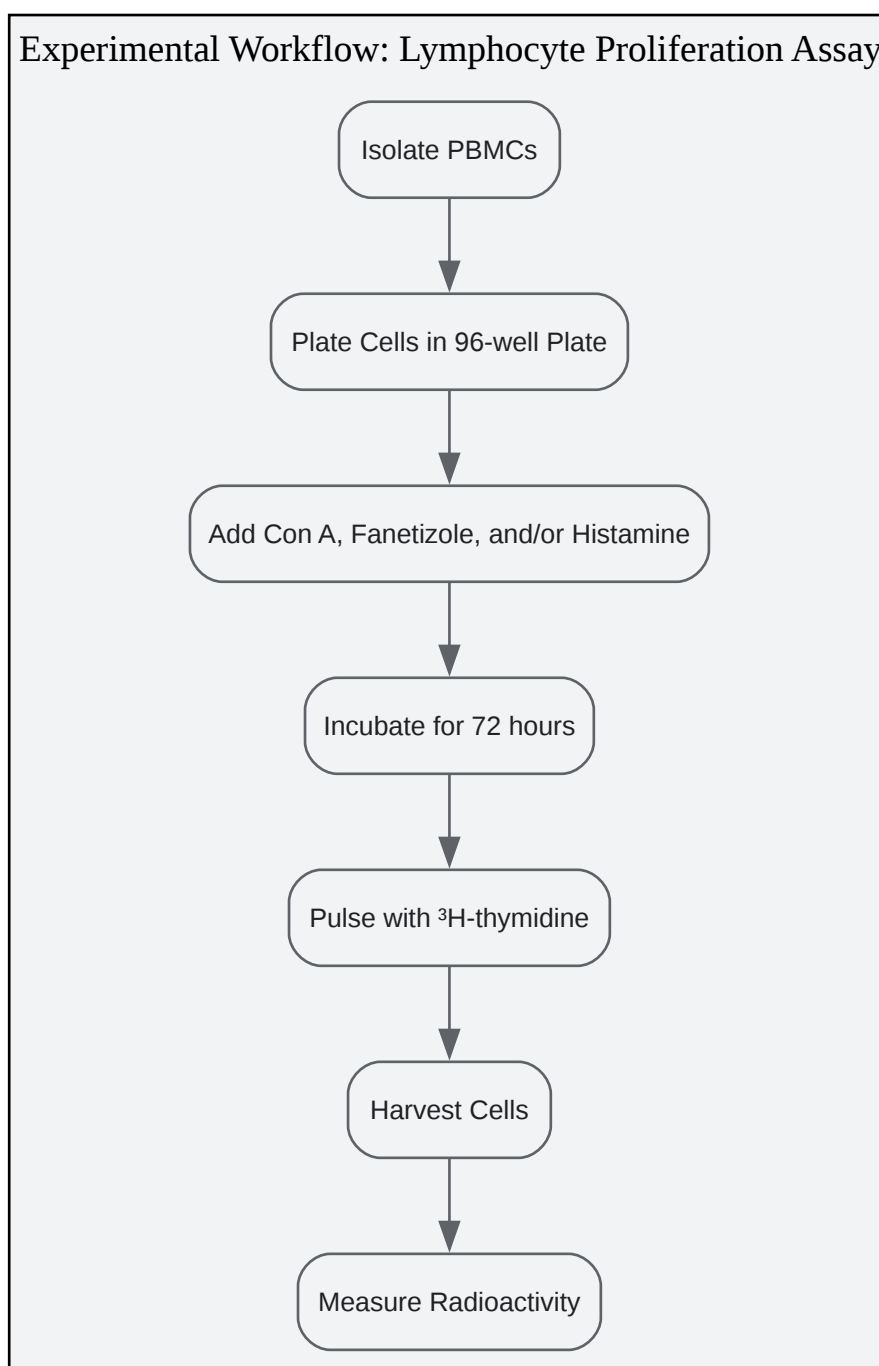 Experimental Workflow: Lymphocyte Proliferation Assay
Isolate PBMCs
Plate Cells in 96-well Plate
Add Con A, Fanetizole, and/or Histamine
Incubate for 72 hours
Pulse with ³H-thymidine
Harvest Cells
Measure Radioactivity